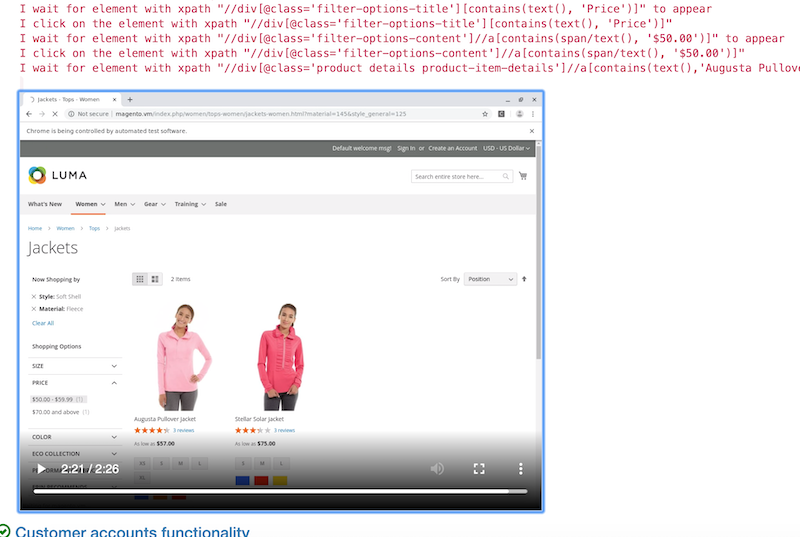 I wait for element with xpath "//div[@class='filter-options-title'][contains(text(), 'Price')]" to appear
I click on the element with xpath "//div[@class='filter-options-title'][contains(text(), 'Price')]"
I wait for element with xpath "//div[@class='filter-options-content']//a[contains(span/text(), '$50.00')]" to appear
I click on the element with xpath "//div[@class='filter-options-content']//a[contains(span/text(), '$50.00')]"
I wait for element with xpath "//div[@class='product details product-item-details']//a[contains(text(),'Augusta Pullove
Jackets - Tops - Women
Not secure | magento.vm/index.php/women/tops-women/jackets-women.html?material=145&style_general=125
Chrome is being controlled by automated test software.
Default welcome msg! Sign In or Create an Account USD - US Dollar
LUMA
Search entire store here...
What's New Women Men Gear Training Sale
Home > Women > Tops > Jackets
Jackets
Now Shopping by 2 Items Sort By Position
Style: Soft Shell
Material: Fleece
Clear All
Shopping Options
SIZE
PRICE
$50.00 - $59.99 (1)
$70.00 and above (1)
Augusta Pullover Jacket Stellar Solar Jacket
3 reviews 3 reviews
COLOR
As low as $57.00 As low as $75.00
ECO COLLECTION
XS S M L S M L
2:21 / 2:26
XL
Customer accounts functionality